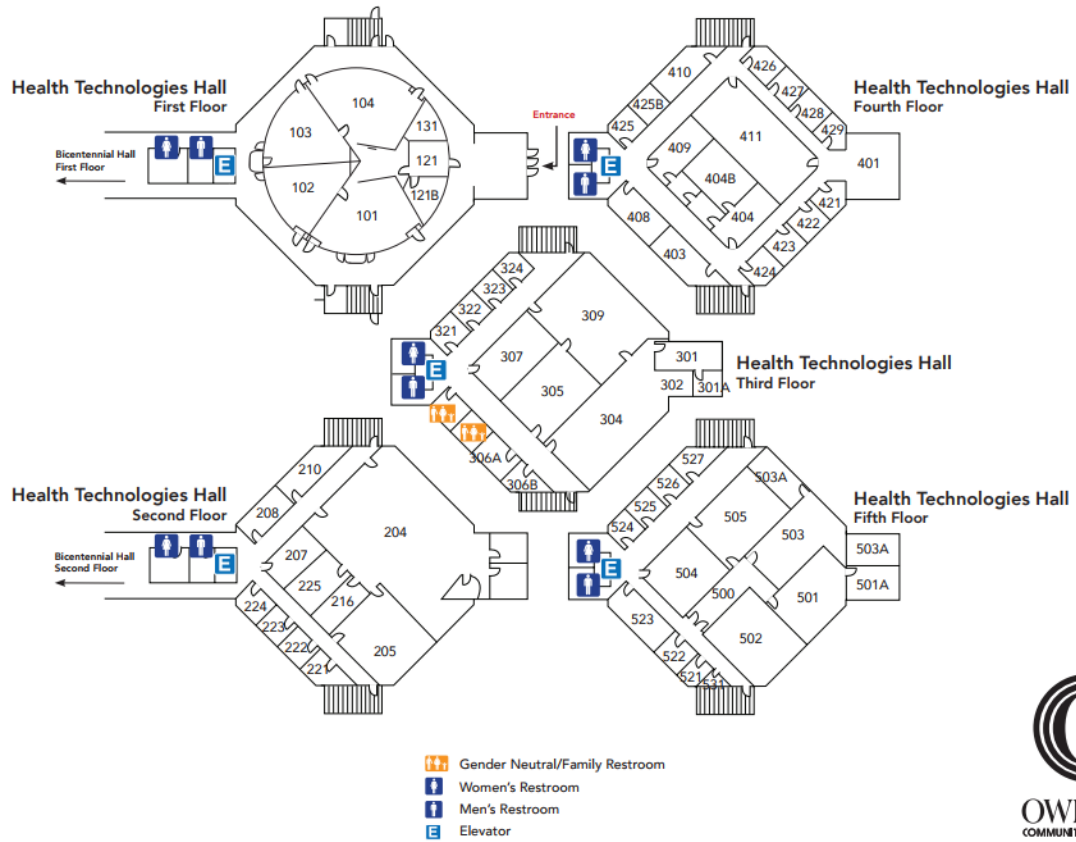 Health Technologies Hall
First Floor
Bicentennial Hall
First Floor
E
104
103
131
121
102
121B
101
Entrance
Health Technologies Hall
Fourth Floor
E
410
426
425B
427
425
428
429
411
409
401
404B
404
421
408
422
403
423
424
Health Technologies Hall
Third Floor
E
324
323
322
321
309
307
301
305
302
301A
304
306A
306B
Health Technologies Hall
Second Floor
Bicentennial Hall
Second Floor
E
210
208
204
207
225
216
224
223
222
205
221
Health Technologies Hall
Fifth Floor
E
527
526
503A
525
505
524
503
503A
504
501A
500
501
523
502
522
521
531
Gender Neutral/Family Restroom
Women's Restroom
Men's Restroom
E Elevator